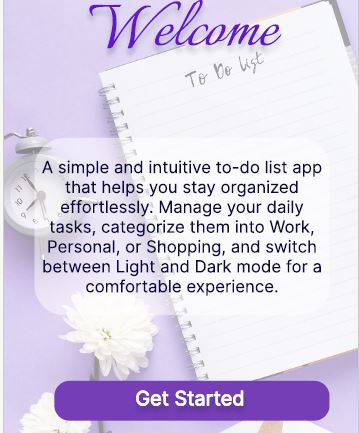 Welcome
To Do list
A simple and intuitive to-do list app
that helps you stay organized
effortlessly. Manage your daily
tasks, categorize them into Work,
Personal, or Shopping, and switch
between Light and Dark mode for a
comfortable experience.
Get Started